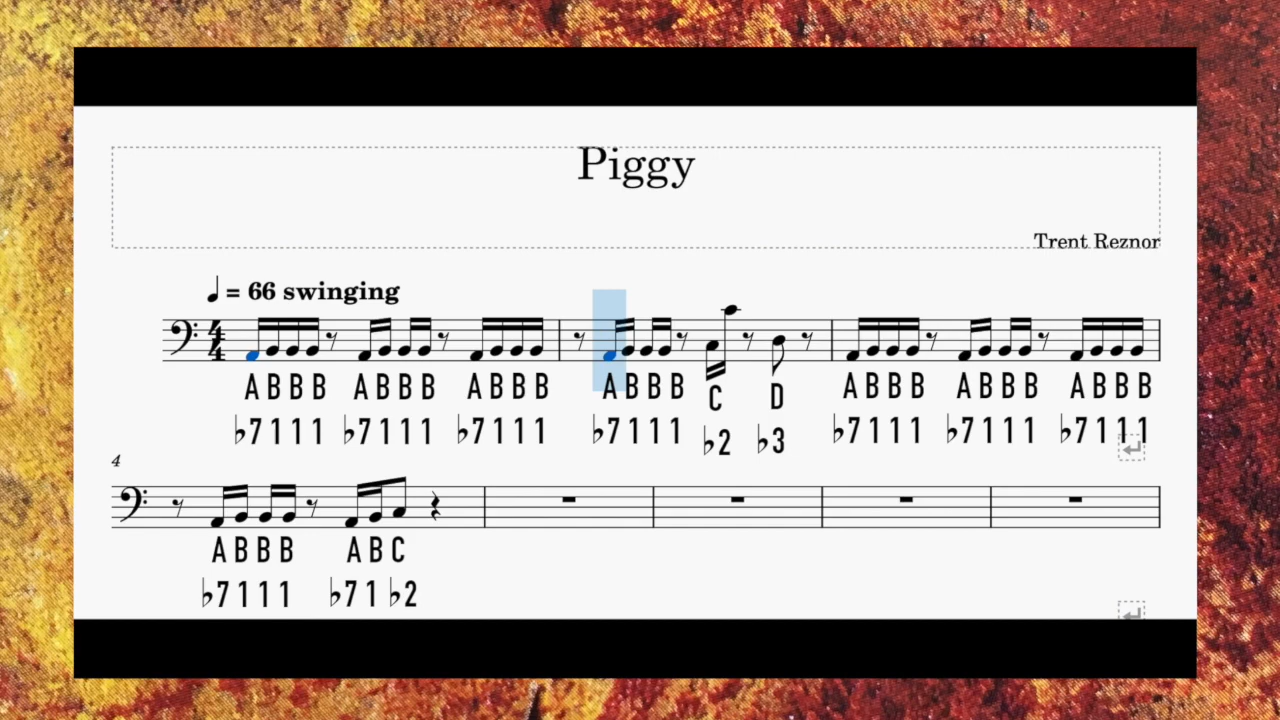 Piggy
Trent Reznor
= 66 swinging
4
4
A B B B A B B B A B B B A B B B C D A B B B A B B B A B B B
♭7 1 1 1 ♭7 1 1 1 ♭7 1 1 1 ♭7 1 1 1 ♭2 ♭3 ♭7 1 1 1 ♭7 1 1 1 ♭7 1 1 1
4
A B B B A B C
♭7 1 1 1 ♭7 1 ♭2